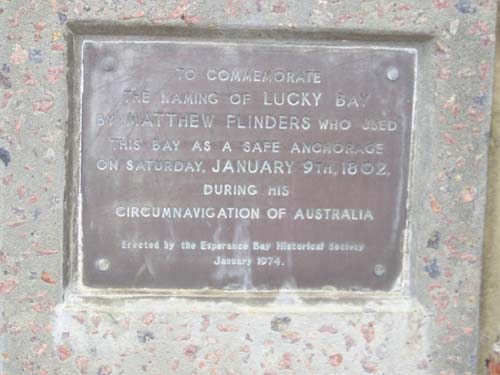 TO COMMEMORATE
THE NAMING OF LUCKY BAY
BY MATTHEW FLINDERS WHO USED
THIS BAY AS A SAFE ANCHORAGE
ON SATURDAY, JANUARY 9TH, 1802,
DURING HIS
CIRCUMNAVIGATION OF AUSTRALIA
Erected by the Esperance Bay Historical Society
January 1974.